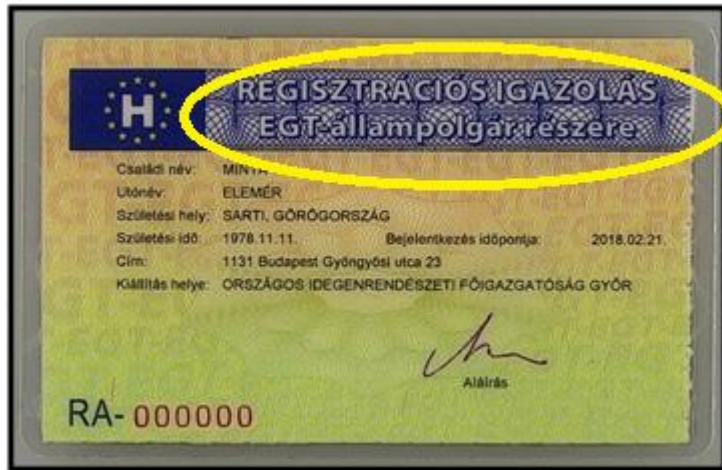 H
REGISZTRÁCIÓS IGAZOLÁS
EGT-állampolgár részére
Családi név: MINTA
Utónév: ELEMÉR
Születési hely: SARTI, GÖRÖGORSZÁG
Születési idő: 1978.11.11. Bejelentkezés időpontja: 2018.02.21.
Cím: 1131 Budapest Gyöngyösi utca 23
Kiállítás helye: ORSZÁGOS IDEGENRENDÉSZETI FŐIGAZGATÓSÁG GYŐR
Aláírás
RA- 000000